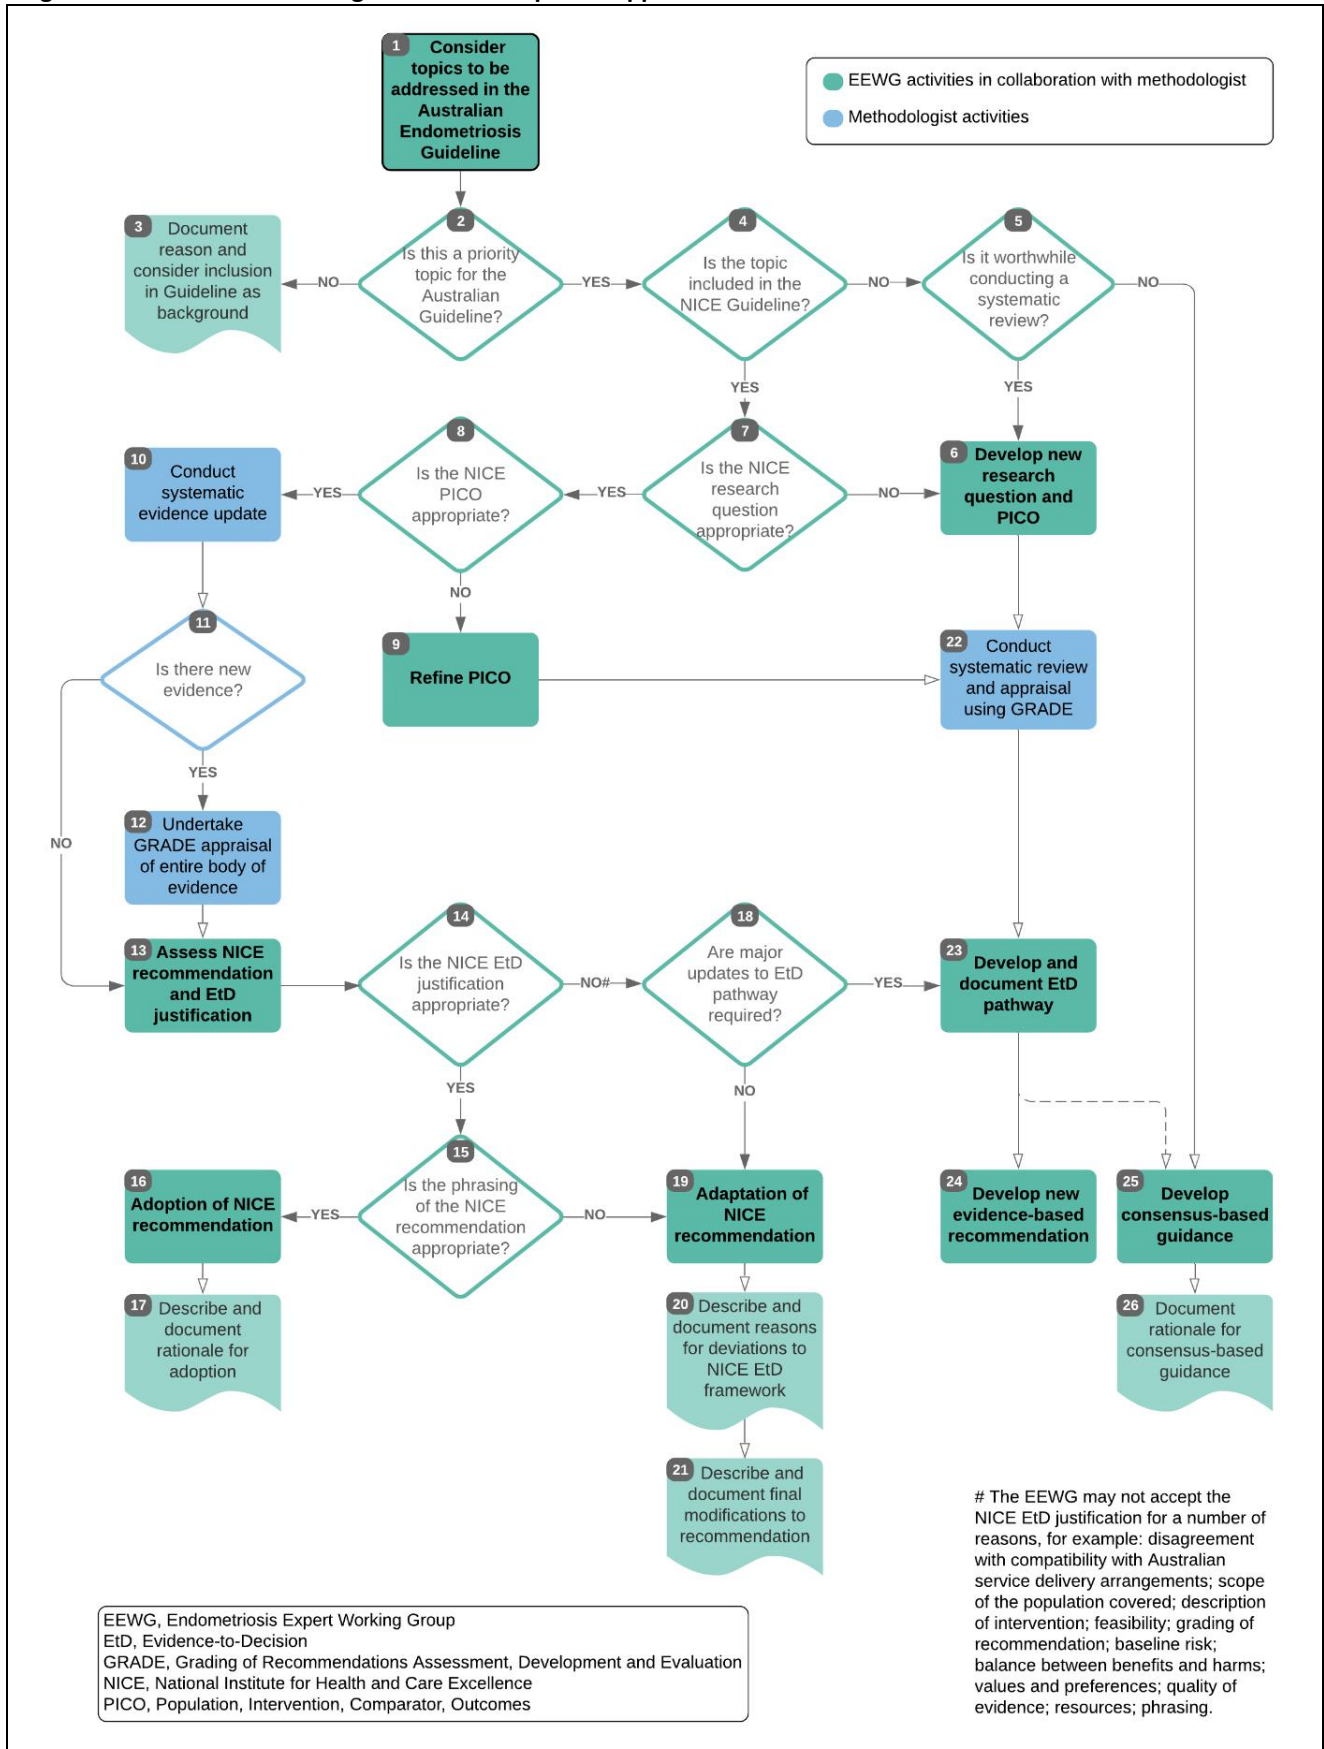 1 Consider
topics to be
addressed in the
Australian
Endometriosis
Guideline
EEWG activities in collaboration with methodologist
Methodologist activities
3 Document
reason and
consider inclusion
in Guideline as
background
NO
2
Is this a priority
topic for the
Australian
Guideline?
YES
4
Is the topic
included in the
NICE Guideline?
NO
5
Is it worthwhile
conducting a
systematic
review?
NO
YES
YES
10
Conduct
systematic
evidence update
YES
8
Is the NICE
PICO
appropriate?
YES
7
Is the NICE
research
question
appropriate?
NO
6 Develop new
research
question and
PICO
NO
11
Is there new
evidence?
9
Refine PICO
22
Conduct
systematic review
and appraisal
using GRADE
YES
NO
12 Undertake
GRADE appraisal
of entire body of
evidence
13 Assess NICE
recommendation
and EtD
justification
14
Is the NICE EtD
justification
appropriate?
NO#
18
Are major
updates to EtD
pathway
required?
YES
23
Develop and
document EtD
pathway
YES
NO
16
Adoption of NICE
recommendation
YES
15
Is the phrasing
of the NICE
recommendation
appropriate?
NO
19
Adaptation of
NICE
recommendation
24
Develop new
evidence-based
recommendation
25
Develop
consensus-based
guidance
17 Describe and
document
rationale for
adoption
20 Describe and
document reasons
for deviations to
NICE EtD
framework
26 Document
rationale for
consensus-based
guidance
21 Describe and
document final
modifications to
recommendation
# The EEWG may not accept the
NICE EtD justification for a number of
reasons, for example: disagreement
with compatibility with Australian
service delivery arrangements; scope
of the population covered; description
of intervention; feasibility; grading of
recommendation; baseline risk;
balance between benefits and harms;
values and preferences; quality of
evidence; resources; phrasing.
EEWG, Endometriosis Expert Working Group
EtD, Evidence-to-Decision
GRADE, Grading of Recommendations Assessment, Development and Evaluation
NICE, National Institute for Health and Care Excellence
PICO, Population, Intervention, Comparator, Outcomes